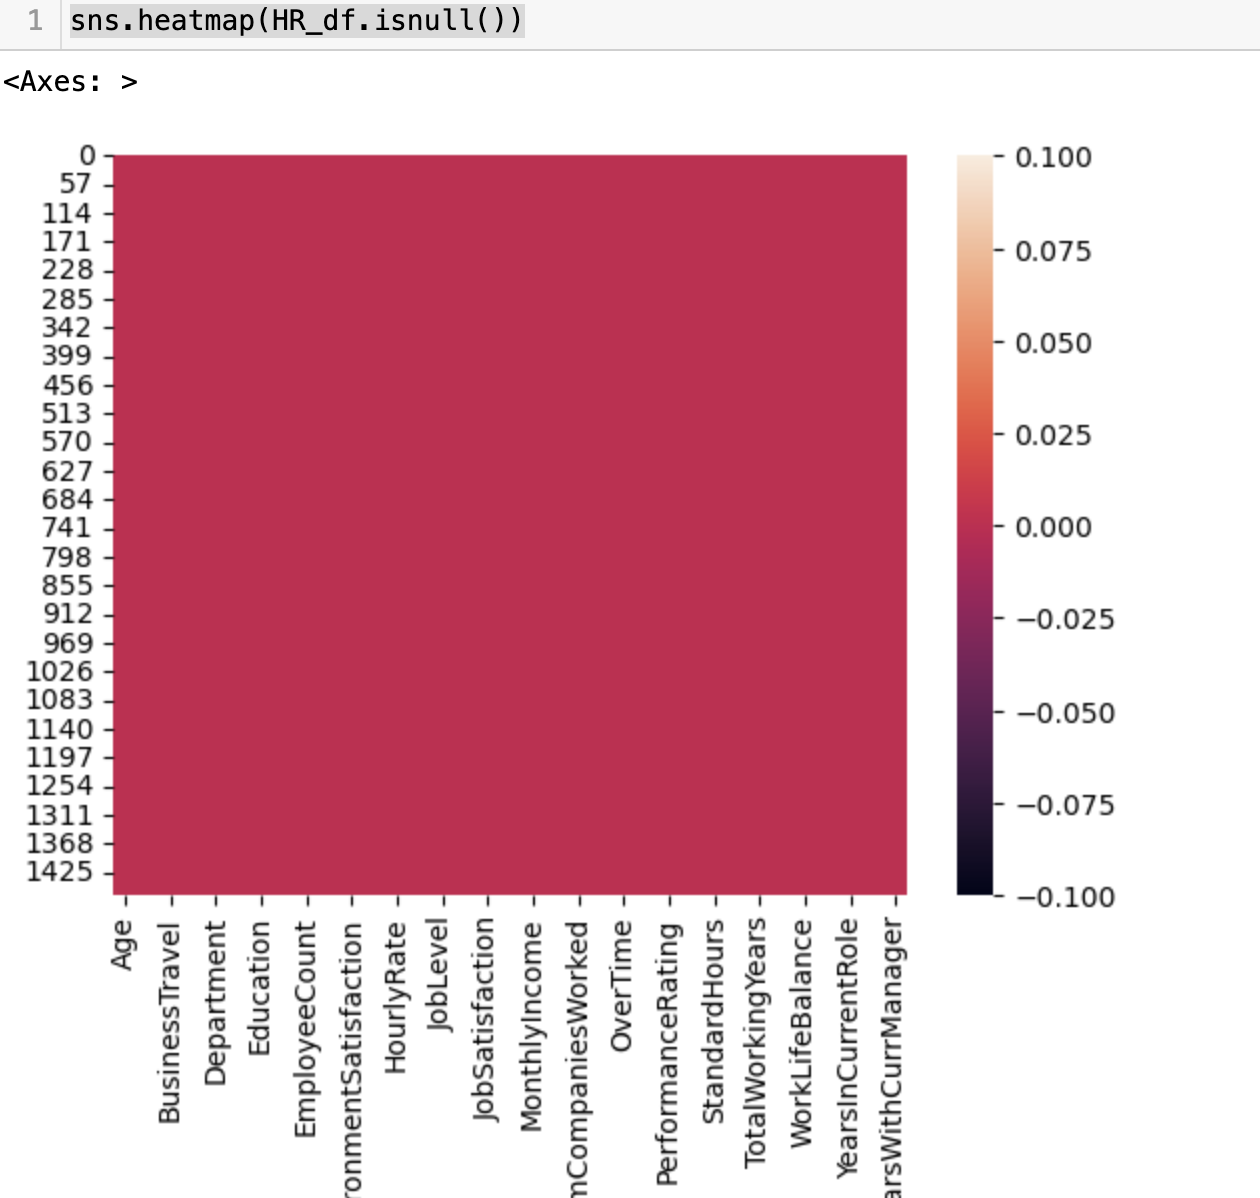 1 sns.heatmap(HR_df.isnull())
<Axes: >
0
57
114
171
228
285
342
399
456
513
570
627
684
741
798
855
912
969
1026
1083
1140
1197
1254
1311
1368
1425
0.100
0.075
0.050
0.025
0.000
−0.025
−0.050
−0.075
−0.100
Age
BusinessTravel
Department
Education
EmployeeCount
ronmentSatisfaction
HourlyRate
JobLevel
JobSatisfaction
MonthlyIncome
mCompaniesWorked
OverTime
PerformanceRating
StandardHours
TotalWorkingYears
WorkLifeBalance
YearsInCurrentRole
arsWithCurrManager